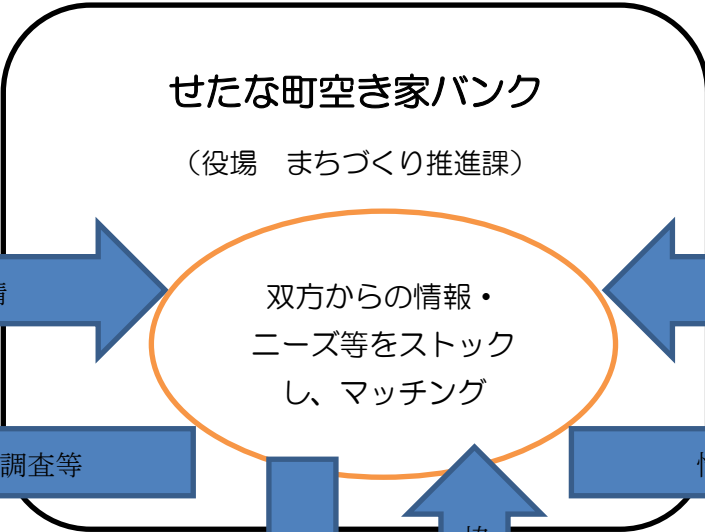 せたな町空き家バンク
（役場　まちづくり推進課）
双方からの情報・
ニーズ等をストック
し、マッチング
調査等